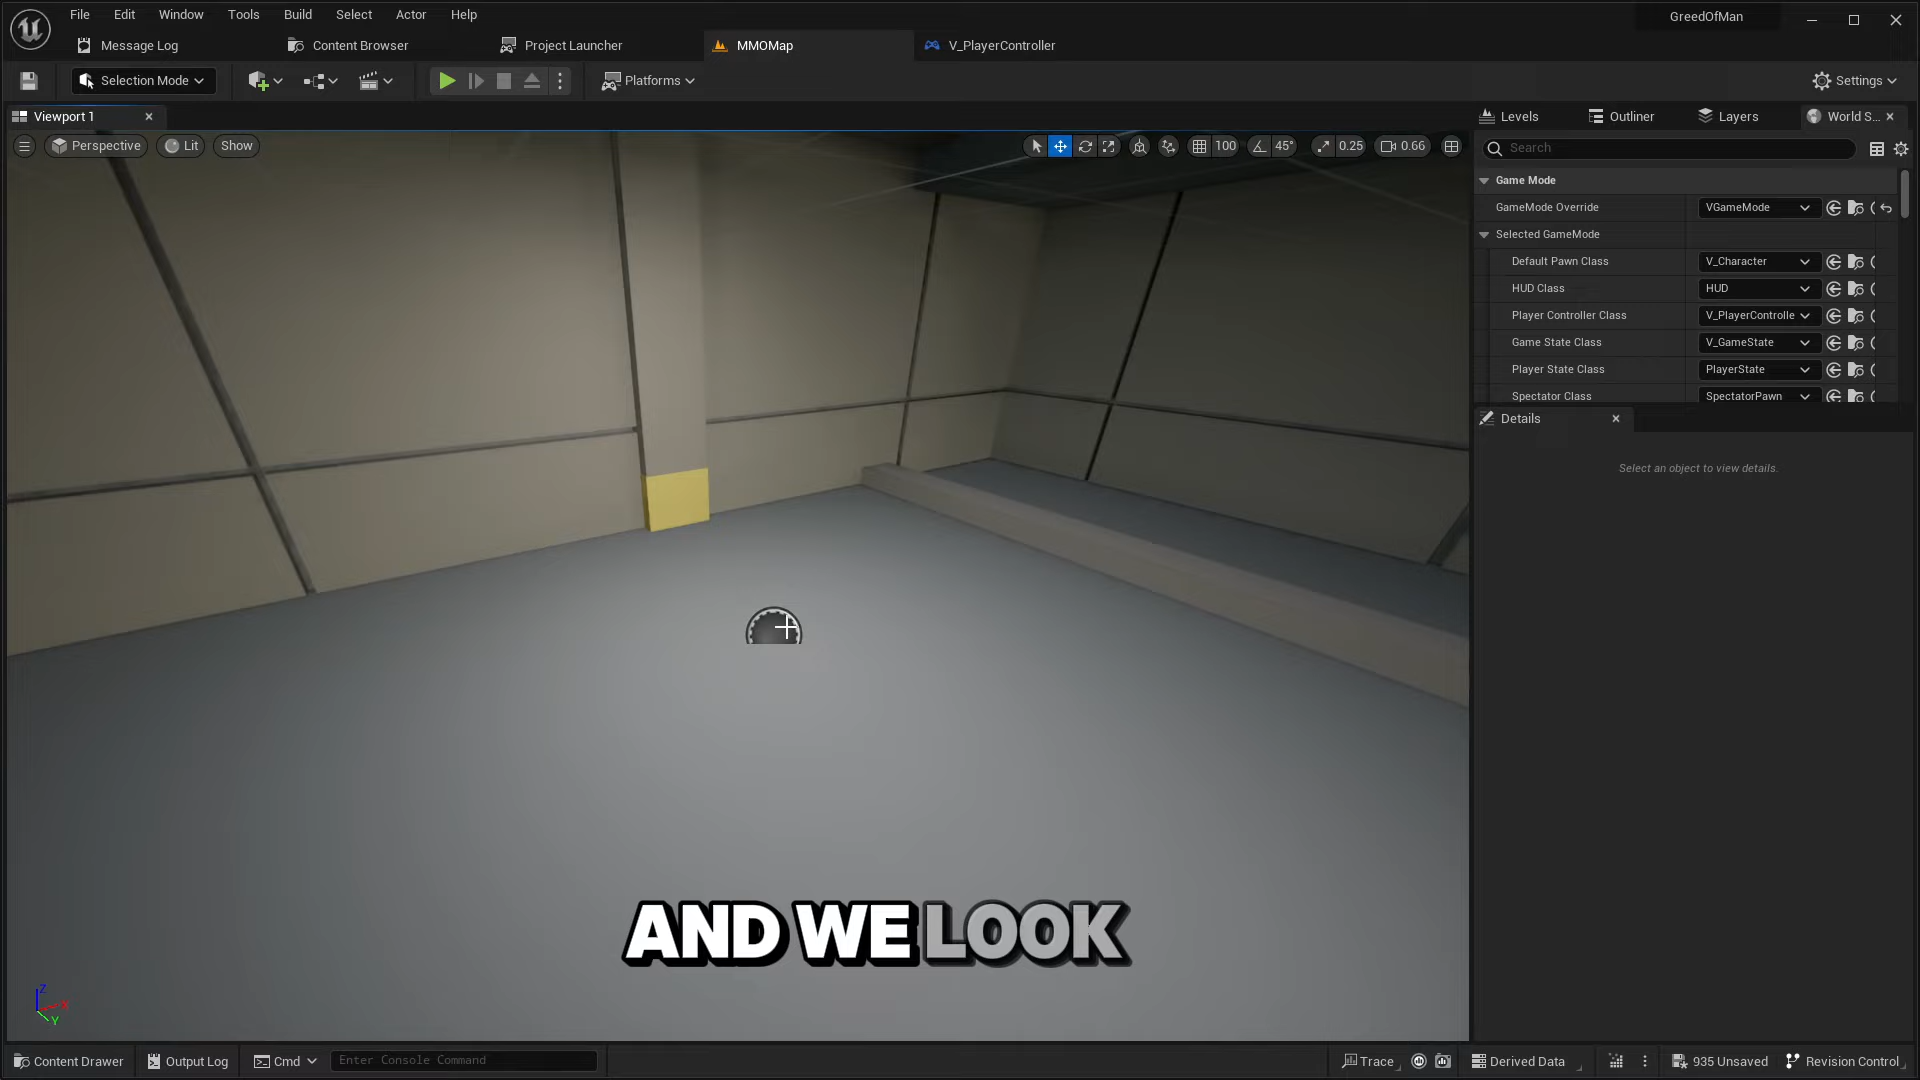 File Edit Window Tools Build Select Actor Help
GreedOfMan
Message Log
Content Browser
Project Launcher
MMOMap
V_PlayerController
Selection Mode
Platforms
Settings
Viewport 1
Levels
Outliner
Layers
World S...
Perspective
Lit
Show
100
45°
0.25
0.66
Search
Game Mode
GameMode Override
VGameMode
Selected GameMode
Default Pawn Class
V_Character
HUD Class
HUD
Player Controller Class
V_PlayerControlle
Game State Class
V_GameState
Player State Class
PlayerState
Spectator Class
SpectatorPawn
Details
Select an object to view details.
AND WE LOOK
Z
X
Y
Content Drawer
Output Log
Cmd
Enter Console Command
Trace
Derived Data
935 Unsaved
Revision Control